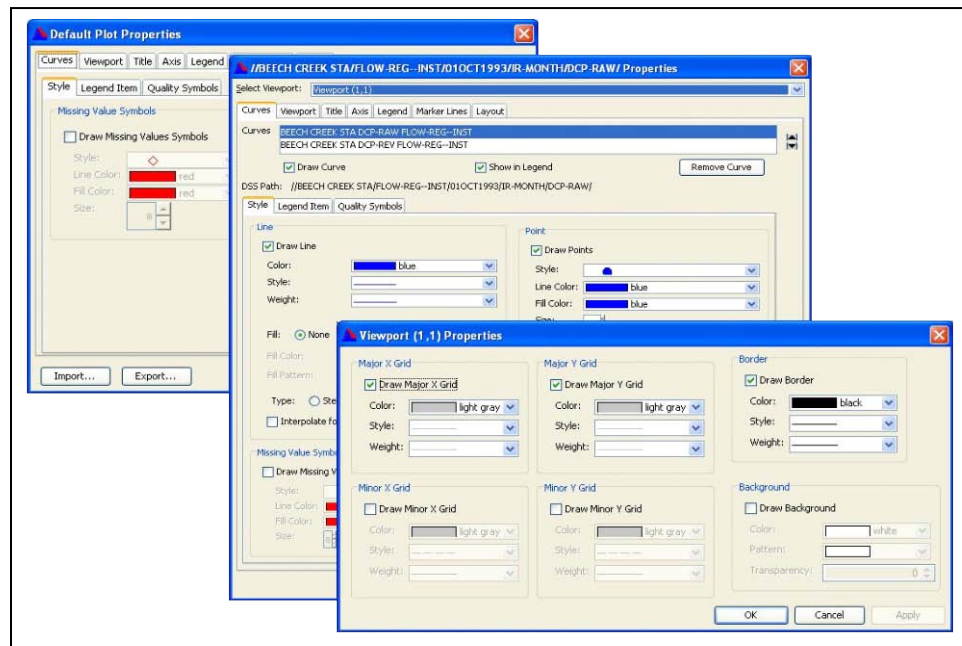 Default Plot Properties
Curves Viewport Title Axis Legend
Style Legend Item Quality Symbols
Missing Value Symbols
Draw Missing Values Symbols
Style:
Line Color: red
Fill Color: red
Size: 8
Import... Export...
//BEECH CREEK STA/FLOW-REG--INST/01OCT1993/IR-MONTH/DCP-RAW/ Properties
Select Viewport: Viewport (1,1)
Curves Viewport Title Axis Legend Marker Lines Layout
Curves BEECH CREEK STA DCP-RAW FLOW-REG--INST
BEECH CREEK STA DCP-REV FLOW-REG--INST
Draw Curve Show in Legend Remove Curve
DSS Path: //BEECH CREEK STA/FLOW-REG--INST/01OCT1993/IR-MONTH/DCP-RAW/
Style Legend Item Quality Symbols
Line
Draw Line
Color: blue
Style:
Weight:
Fill: None
Fill Color:
Fill Pattern:
Type: Ste
Interpolate fo
Point
Draw Points
Style:
Line Color: blue
Fill Color: blue
Missing Value Symb
Draw Missing V
Style:
Line Color:
Fill Color:
Size:
Viewport (1,1) Properties
Major X Grid
Draw Major X Grid
Color: light gray
Style:
Weight:
Major Y Grid
Draw Major Y Grid
Color: light gray
Style:
Weight:
Border
Draw Border
Color: black
Style:
Weight:
Minor X Grid
Draw Minor X Grid
Color: light gray
Style:
Weight:
Minor Y Grid
Draw Minor Y Grid
Color: light gray
Style:
Weight:
Background
Draw Background
Color: white
Pattern:
Transparency: 0
OK Cancel Apply